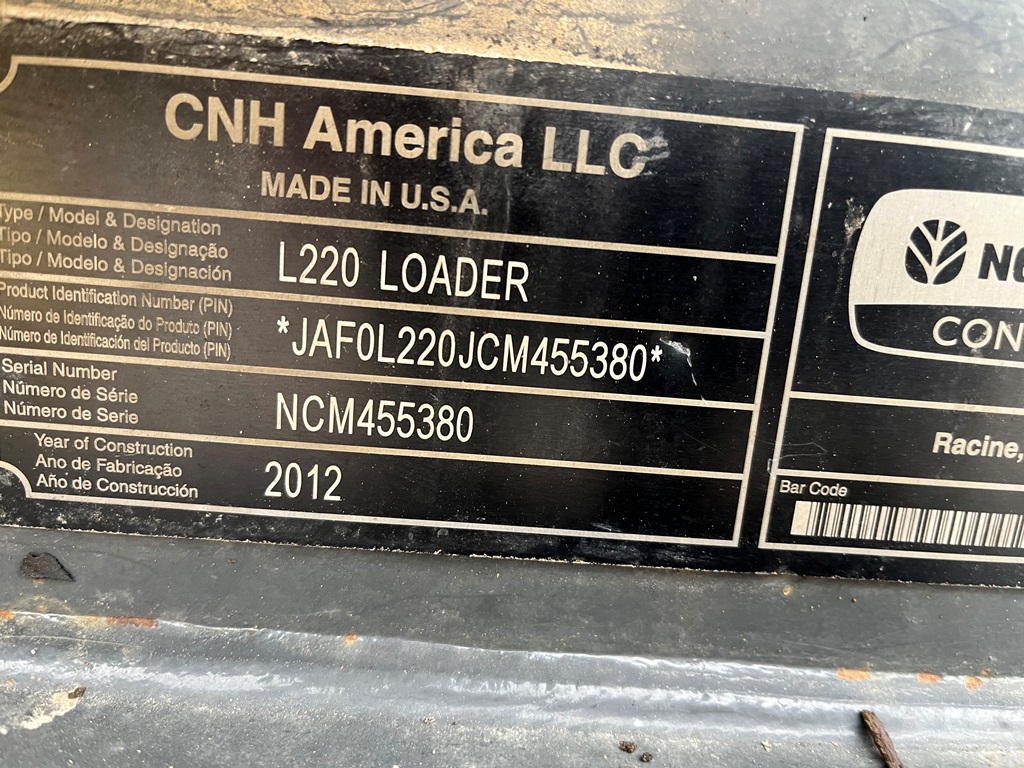 CNH America LLC
MADE IN U.S.A.
Type / Model & Designation
Tipo / Modelo & Designação
Tipo / Modelo & Designación
L220 LOADER
Product Identification Number (PIN)
Número de Identificação do Produto (PIN)
Número de Identificación del Producto (PIN)
*JAF0L220JCM455380*
Serial Number
Número de Série
Número de Serie
NCM455380
Year of Construction
Ano de Fabricação
Año de Construcción
2012
CON
Racine,
Bar Code